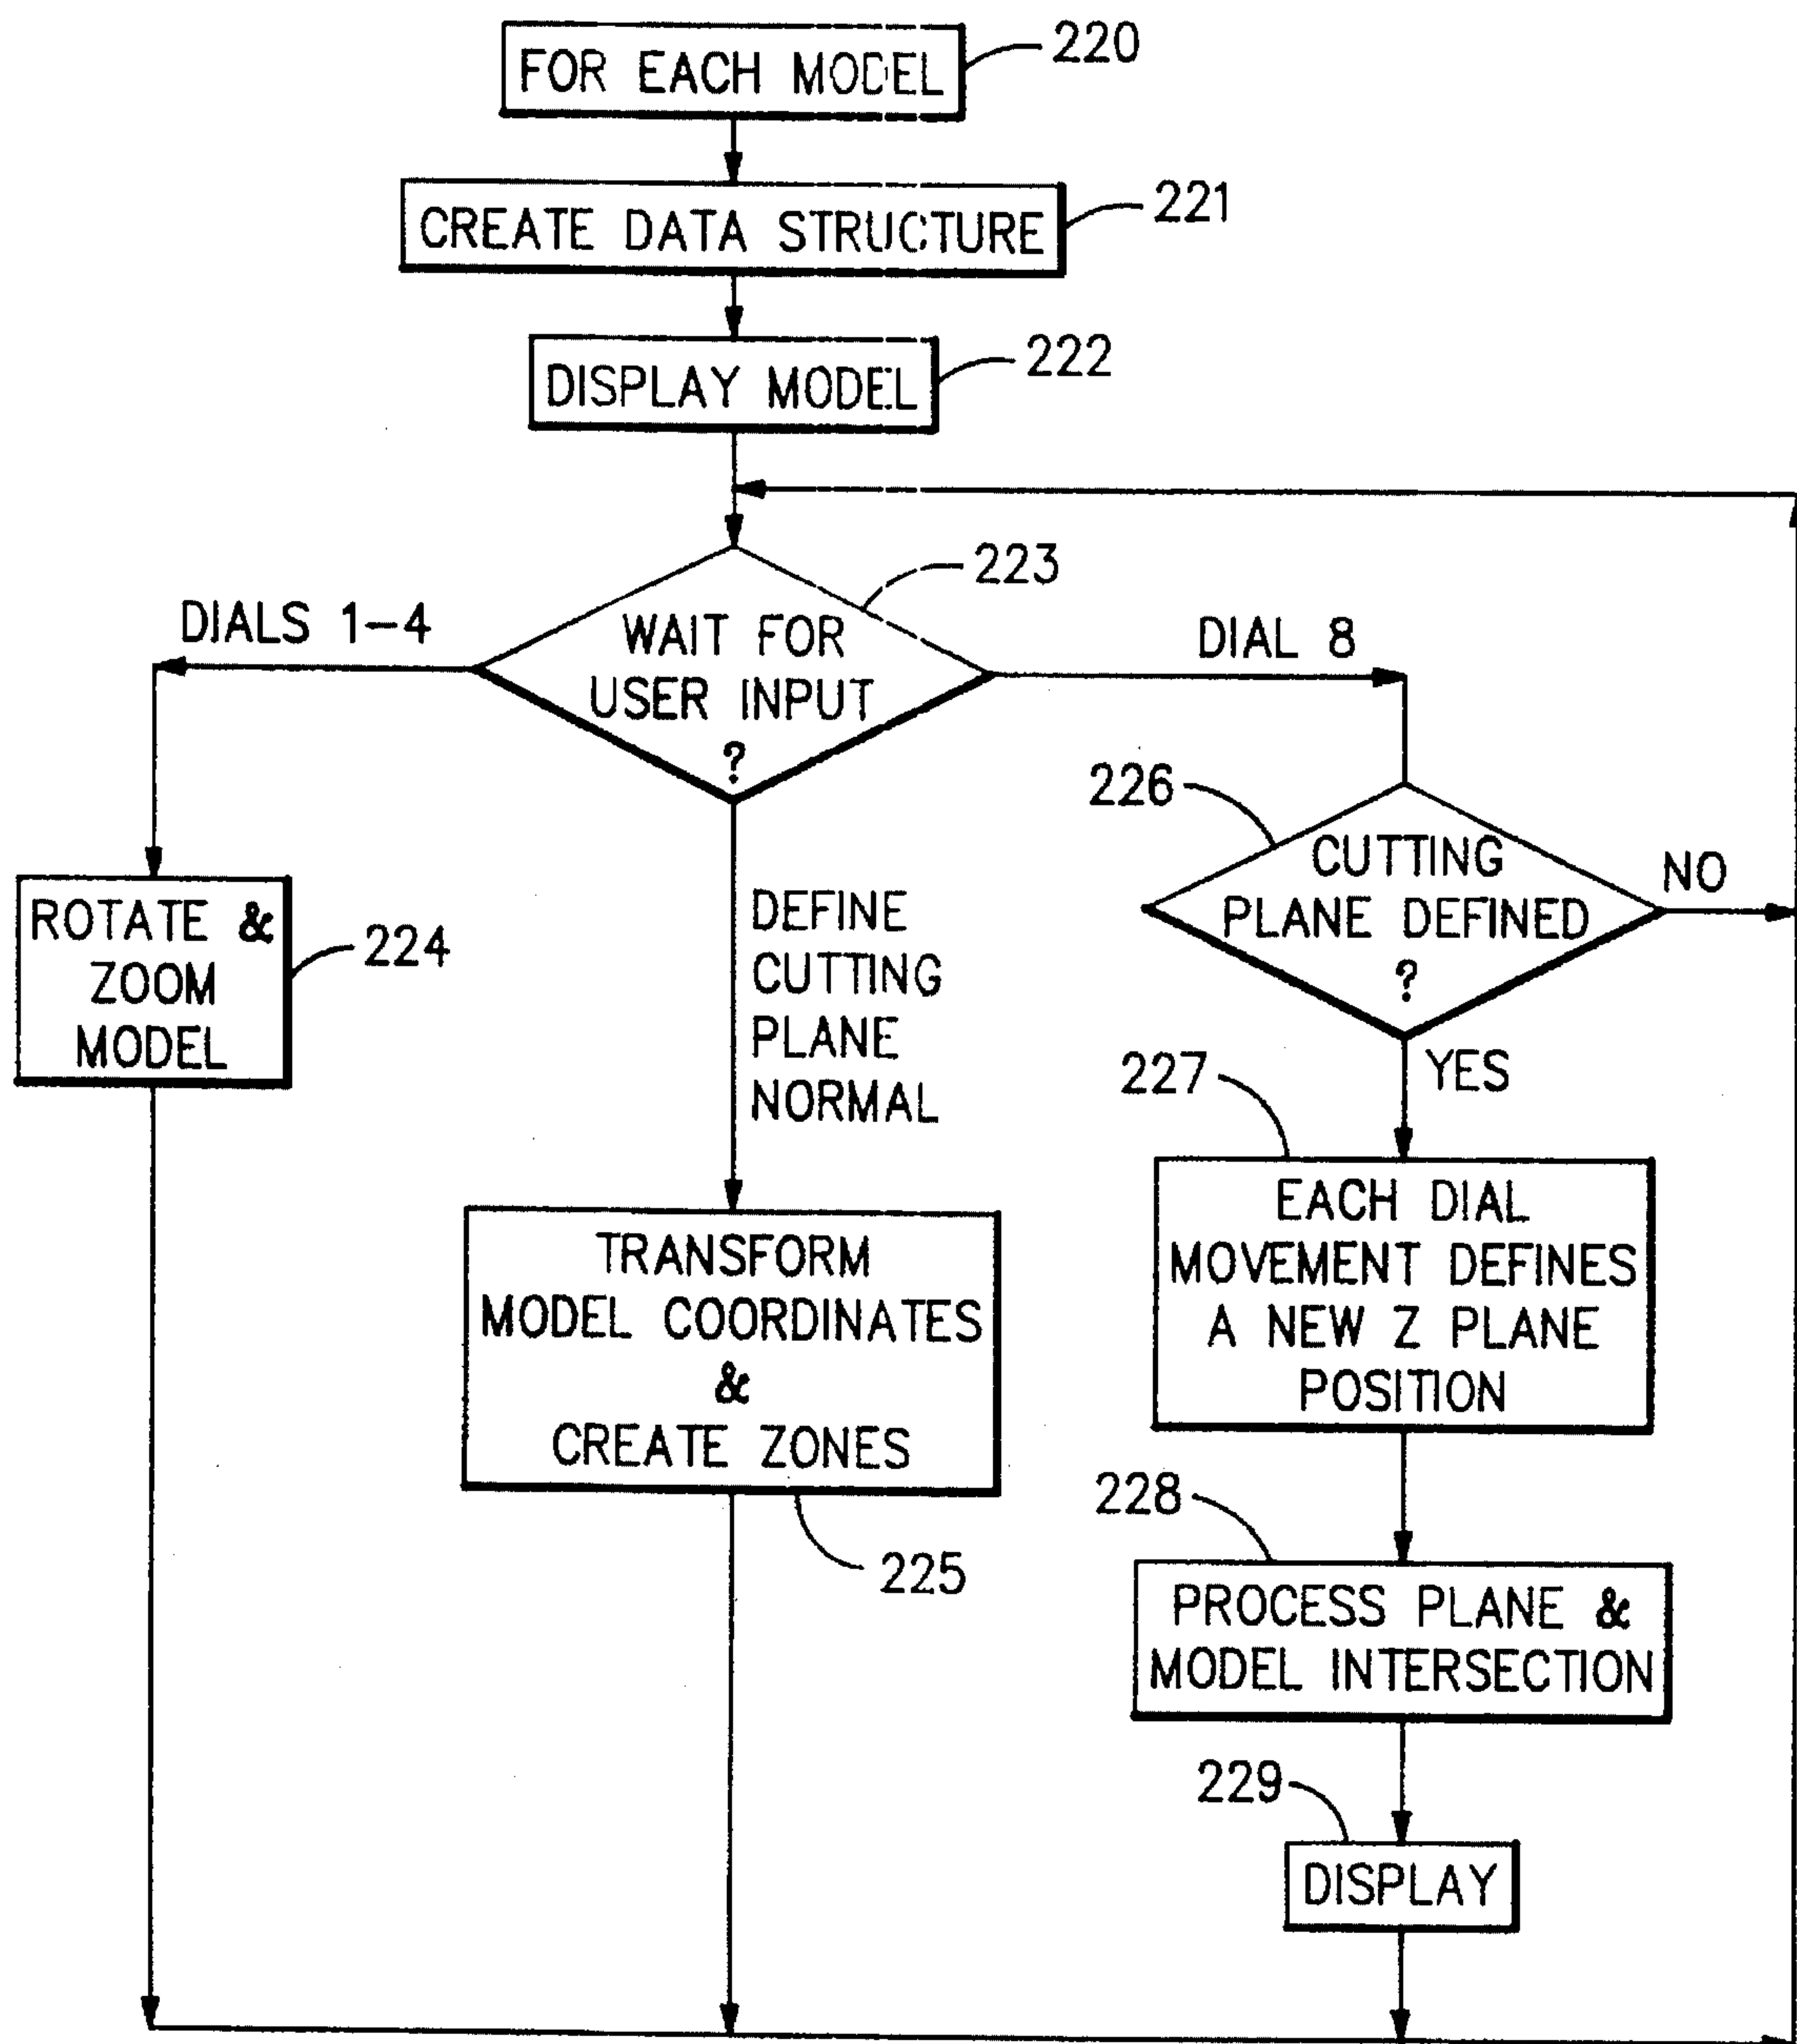 FOR EACH MODEL
220
CREATE DATA STRUCTURE
221
DISPLAY MODEL
222
223
WAIT FOR
USER INPUT
?
DIALS 1-4
DIAL 8
226
CUTTING
PLANE DEFINED
?
NO
YES
ROTATE &
ZOOM
MODEL
224
DEFINE
CUTTING
PLANE
NORMAL
TRANSFORM
MODEL COORDINATES
&
CREATE ZONES
225
227
EACH DIAL
MOVEMENT DEFINES
A NEW Z PLANE
POSITION
228
PROCESS PLANE &
MODEL INTERSECTION
229
DISPLAY